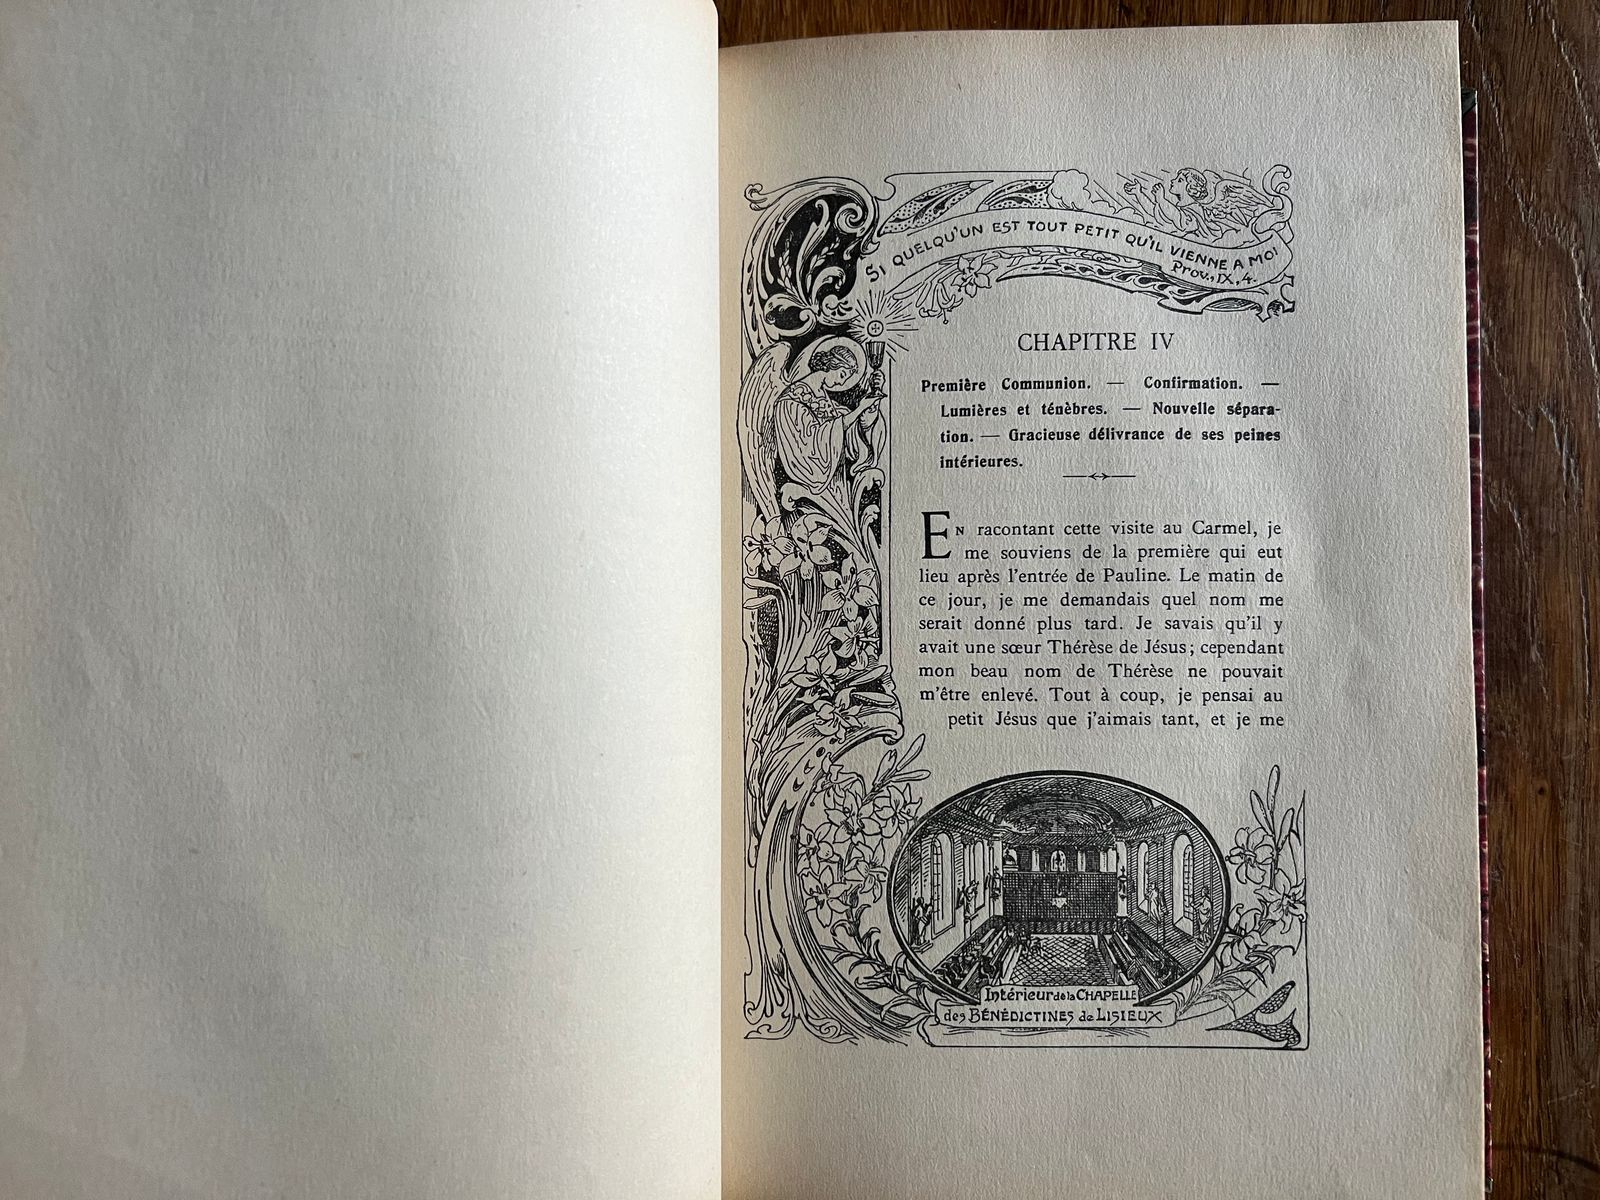 SI QUELQU'UN EST TOUT PETIT QU'IL VIENNE A MOI
Prov., IX, 4.
CHAPITRE IV
Première Communion. — Confirmation. —
Lumières et ténèbres. — Nouvelle sépara-
tion. — Gracieuse délivrance de ses peines
intérieures.
EN racontant cette visite au Carmel, je
me souviens de la première qui eut
lieu après l'entrée de Pauline. Le matin de
ce jour, je me demandais quel nom me
serait donné plus tard. Je savais qu'il y
avait une sœur Thérèse de Jésus; cependant
mon beau nom de Thérèse ne pouvait
m'être enlevé. Tout à coup, je pensai au
petit Jésus que j'aimais tant, et je me
Intérieur de la CHAPELLE
des BÉNÉDICTINES de LISIEUX